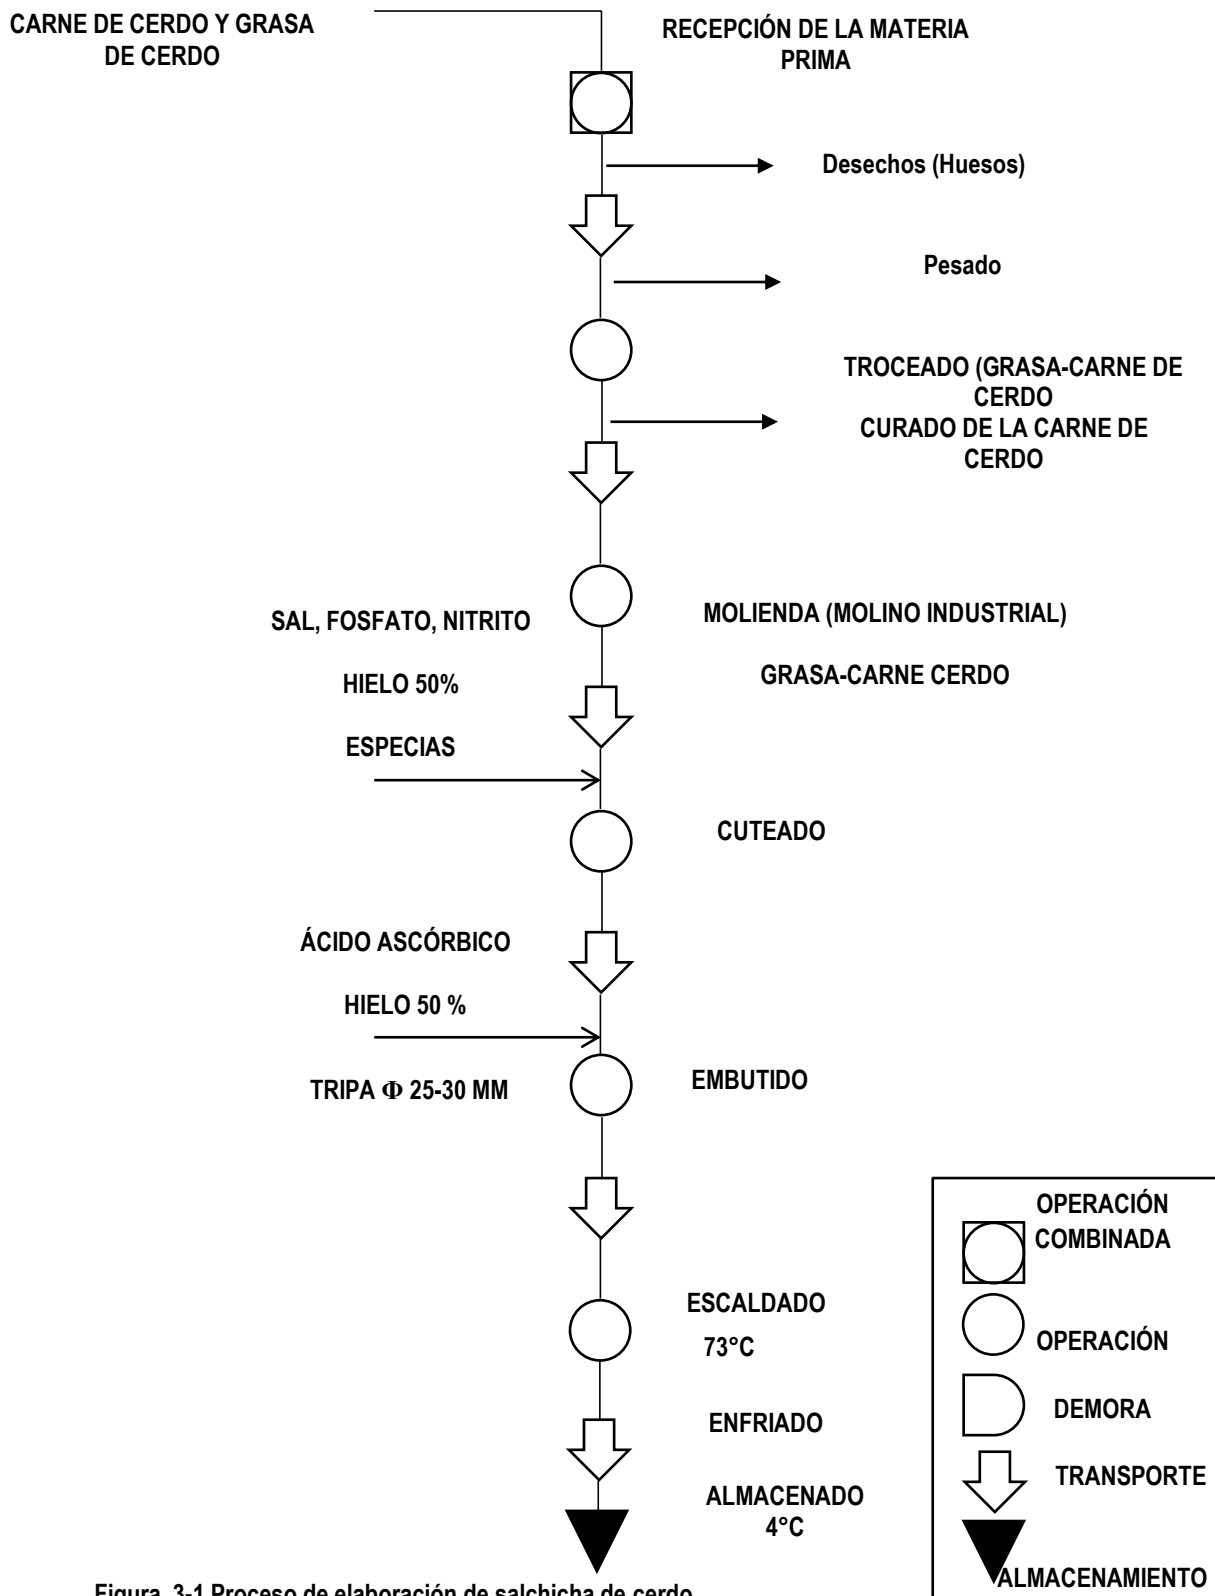 CARNE DE CERDO Y GRASA
DE CERDO
RECEPCIÓN DE LA MATERIA
PRIMA
Desechos (Huesos)
Pesado
TROCEADO (GRASA-CARNE DE
CERDO
CURADO DE LA CARNE DE
CERDO
SAL, FOSFATO, NITRITO
HIELO 50%
ESPECIAS
MOLIENDA (MOLINO INDUSTRIAL)
GRASA-CARNE CERDO
CUTEADO
ÁCIDO ASCÓRBICO
HIELO 50 %
TRIPA Φ 25-30 MM
EMBUTIDO
ESCALDADO
73°C
ENFRIADO
ALMACENADO
4°C
OPERACIÓN
COMBINADA
OPERACIÓN
DEMORA
TRANSPORTE
ALMACENAMIENTO
Figura 3-1 Proceso de elaboración de salchicha de cerdo